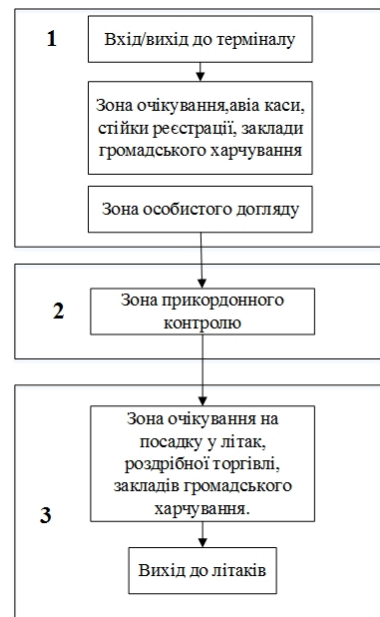 1
Вхід/вихід до терміналу
Зона очікування,авіа каси,
стійки реєстрації, заклади
громадського харчування
Зона особистого догляду
2
Зона прикордонного
контролю
3
Зона очікування на
посадку у літак,
роздрібної торгівлі,
закладів громадського
харчування.
Вихід до літаків